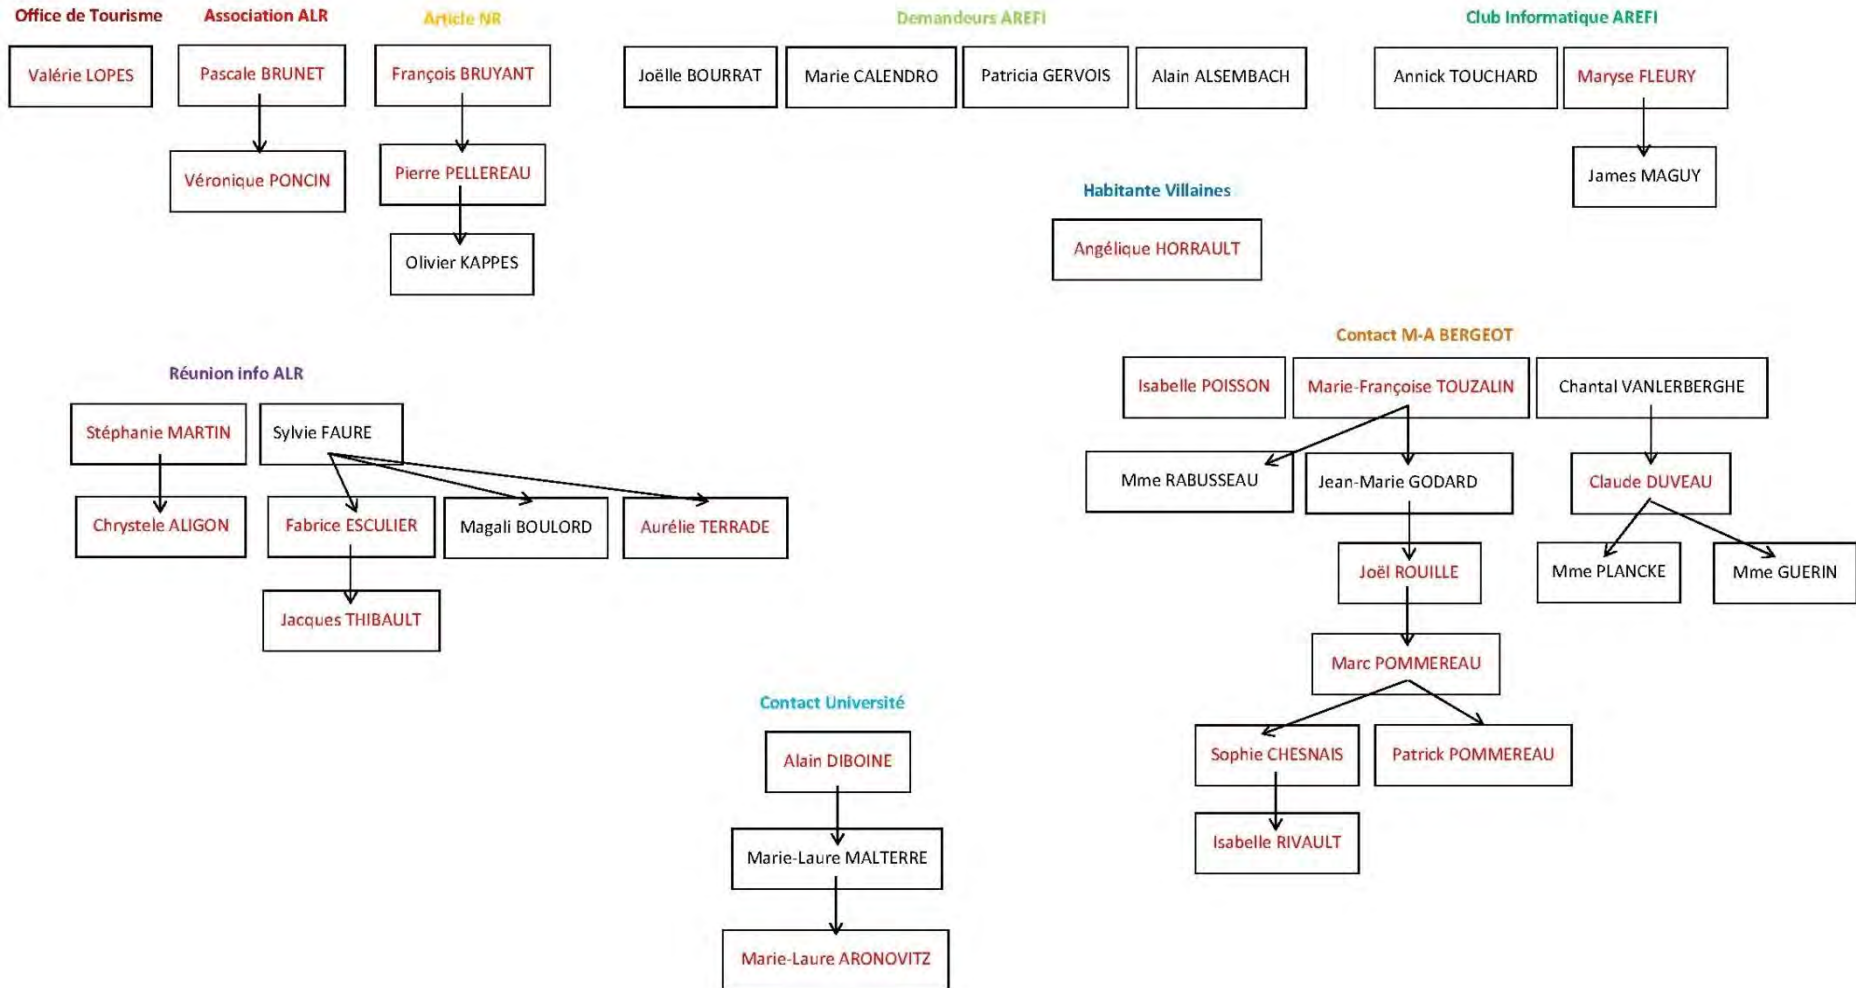 Office de Tourisme
Association ALR
Article NR
Demandeurs AREFI
Club Informatique AREFI
Valérie LOPES
Pascale BRUNET
François BRUYANT
Joëlle BOURRAT
Marie CALENDRO
Patricia GERVOIS
Alain ALSEMBACH
Annick TOUCHARD
Maryse FLEURY
Véronique PONCIN
Pierre PELLEREAU
James MAGUY
Olivier KAPPES
Habitante Villaines
Angélique HORRAULT
Réunion info ALR
Stéphanie MARTIN
Sylvie FAURE
Chrystele ALIGON
Fabrice ESCULIER
Magali BOULORD
Aurélie TERRADE
Jacques THIBAULT
Contact M-A BERGEOT
Isabelle POISSON
Marie-Françoise TOUZALIN
Chantal VANLERBERGHE
Mme RABUSSEAU
Jean-Marie GODARD
Claude DUVEAU
Joël ROUILLE
Mme PLANCKE
Mme GUERIN
Marc POMMEREAU
Sophie CHESNAIS
Patrick POMMEREAU
Isabelle RIVAULT
Contact Université
Alain DIBOINE
Marie-Laure MALTERRE
Marie-Laure ARONOVITZ